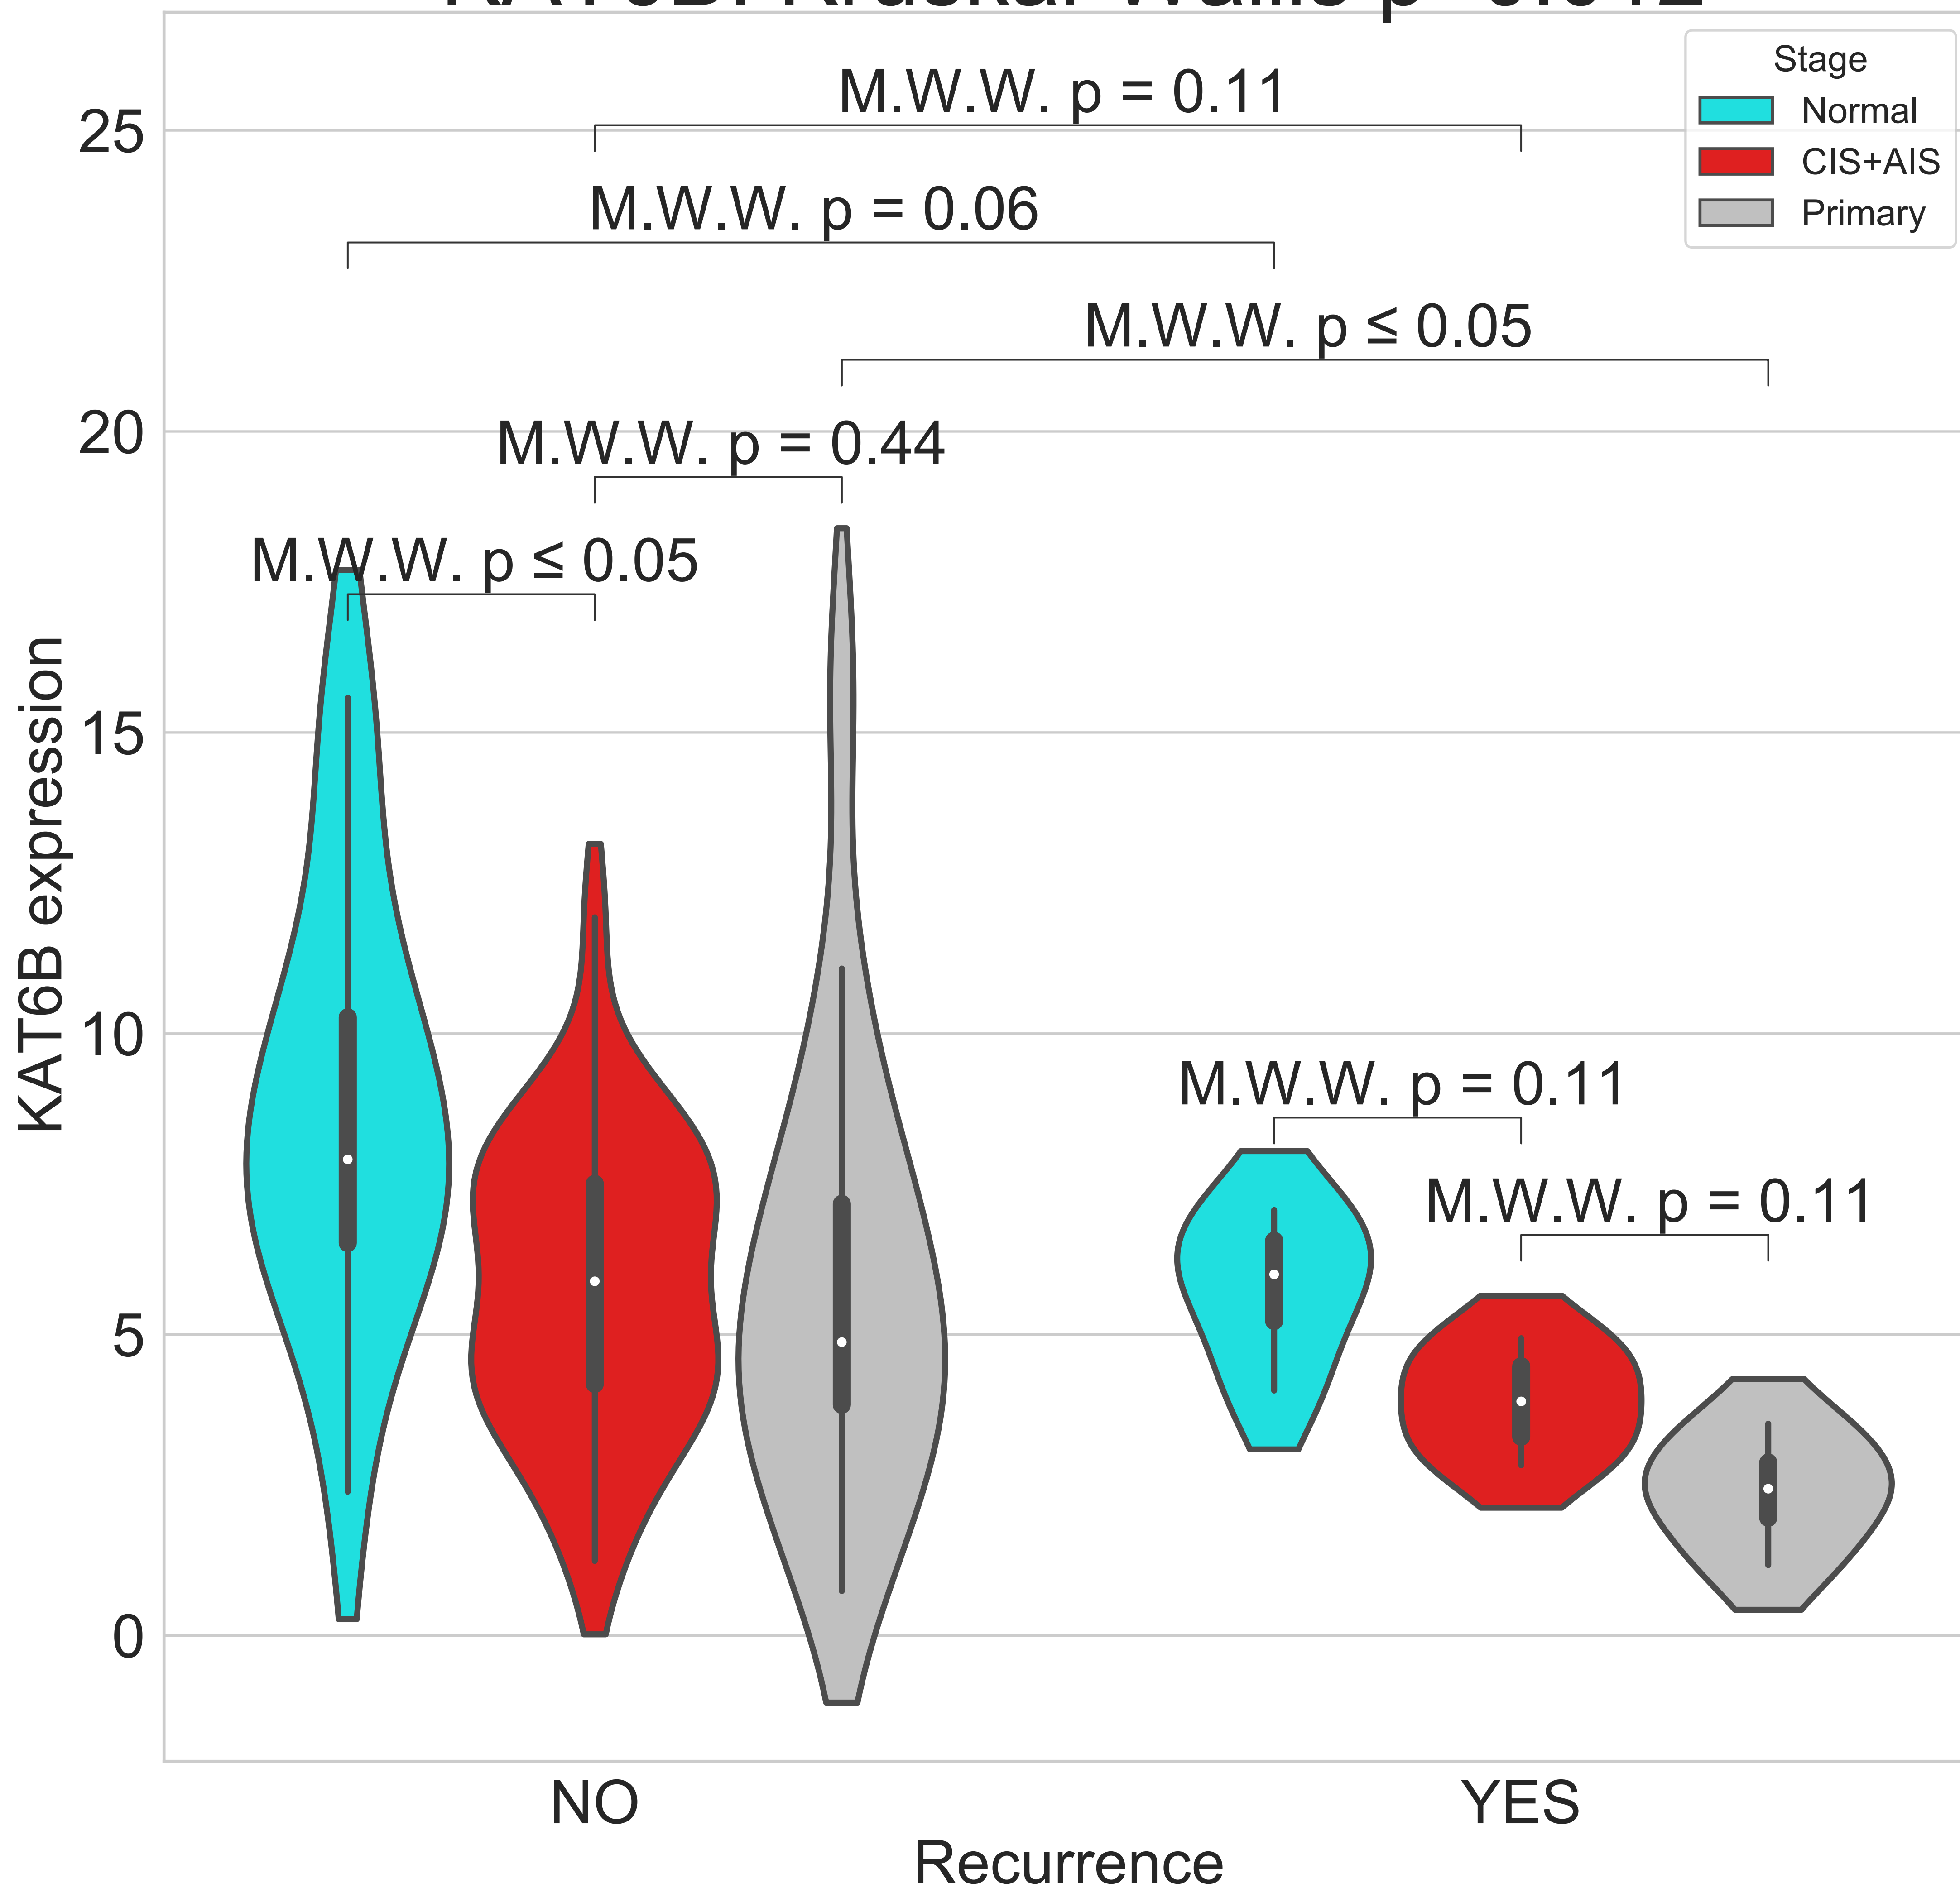 Stage
Normal
CIS+AIS
Primary
M.W.W. p = 0.11
M.W.W. p = 0.06
M.W.W. p ≤ 0.05
M.W.W. p = 0.44
M.W.W. p ≤ 0.05
M.W.W. p = 0.11
M.W.W. p = 0.11
25
20
15
10
5
0
KAT6B expression
NO
YES
Recurrence